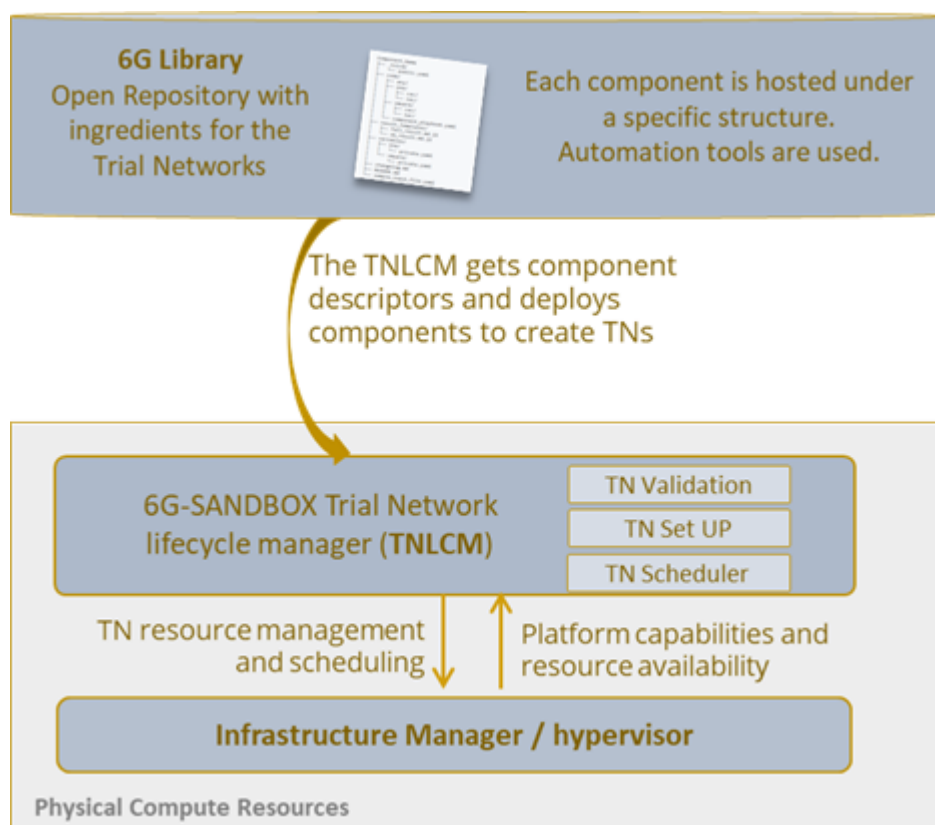 6G Library
Open Repository with
ingredients for the
Trial Networks
Each component is hosted under
a specific structure.
Automation tools are used.
The TNLCM gets component
descriptors and deploys
components to create TNs
6G-SANDBOX Trial Network
lifecycle manager (TNLCM)
TN Validation
TN Set UP
TN Scheduler
TN resource management
and scheduling
Platform capabilities and
resource availability
Infrastructure Manager / hypervisor
Physical Compute Resources